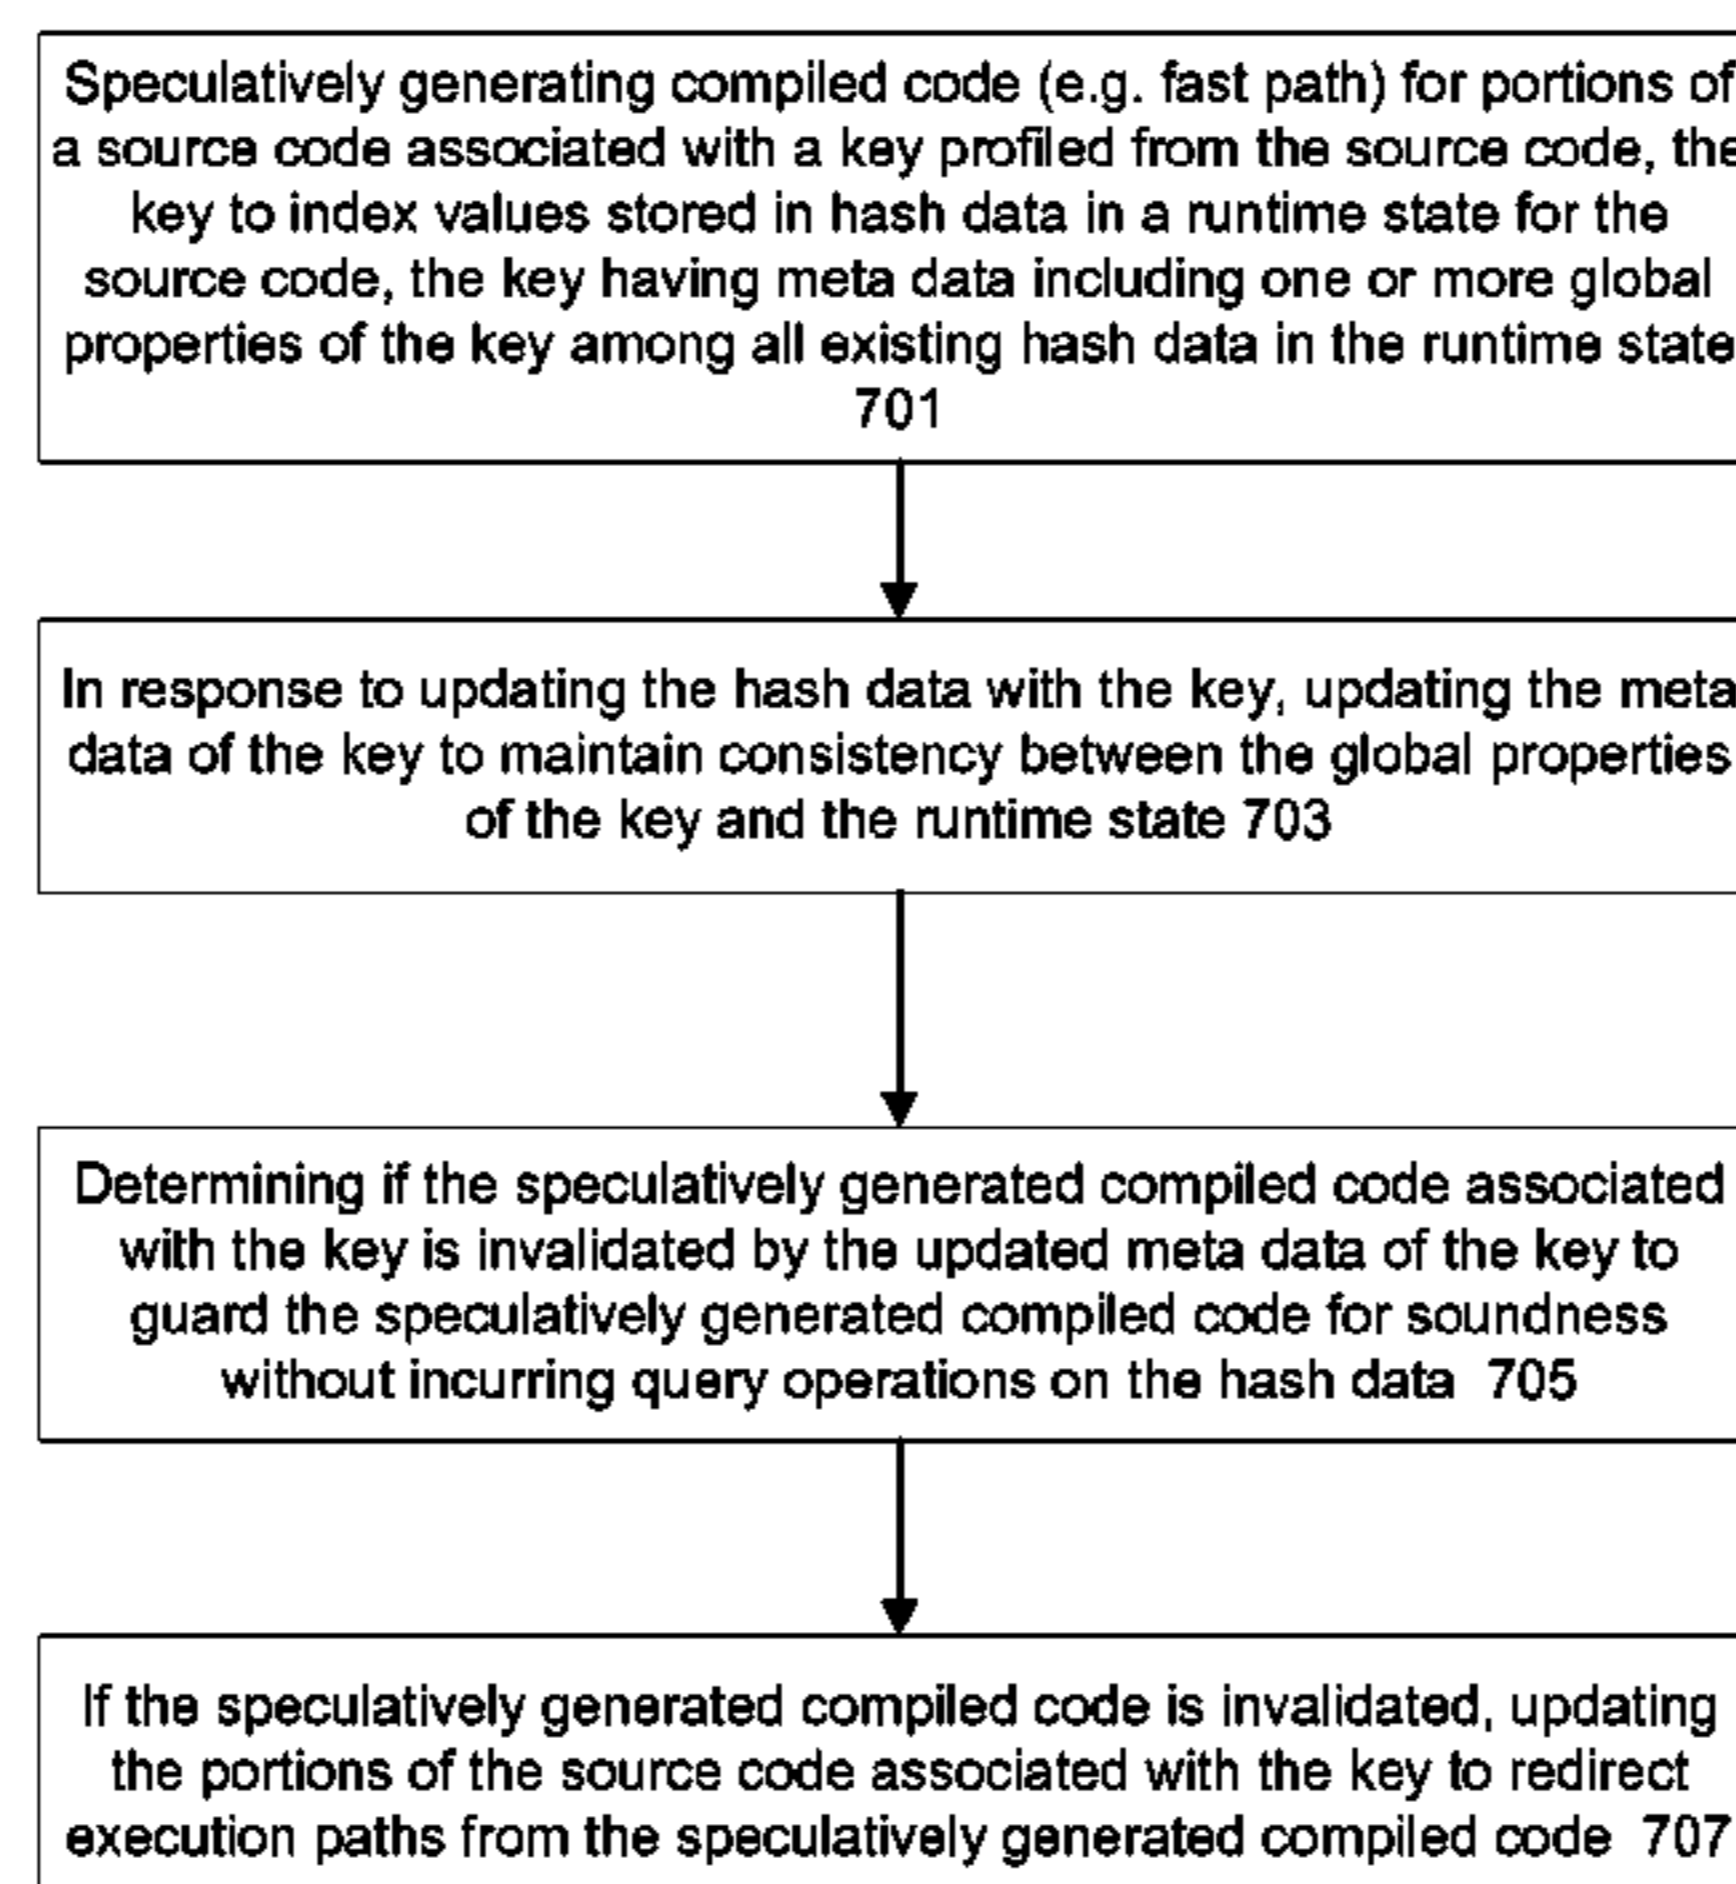 Speculatively generating compiled code (e.g. fast path) for portions of
a source code associated with a key profiled from the source code, the
key to index values stored in hash data in a runtime state for the
source code, the key having meta data including one or more global
properties of the key among all existing hash data in the runtime state
701
In response to updating the hash data with the key, updating the meta
data of the key to maintain consistency between the global properties
of the key and the runtime state 703
Determining if the speculatively generated compiled code associated
with the key is invalidated by the updated meta data of the key to
guard the speculatively generated compiled code for soundness
without incurring query operations on the hash data 705
If the speculatively generated compiled code is invalidated, updating
the portions of the source code associated with the key to redirect
execution paths from the speculatively generated compiled code 707